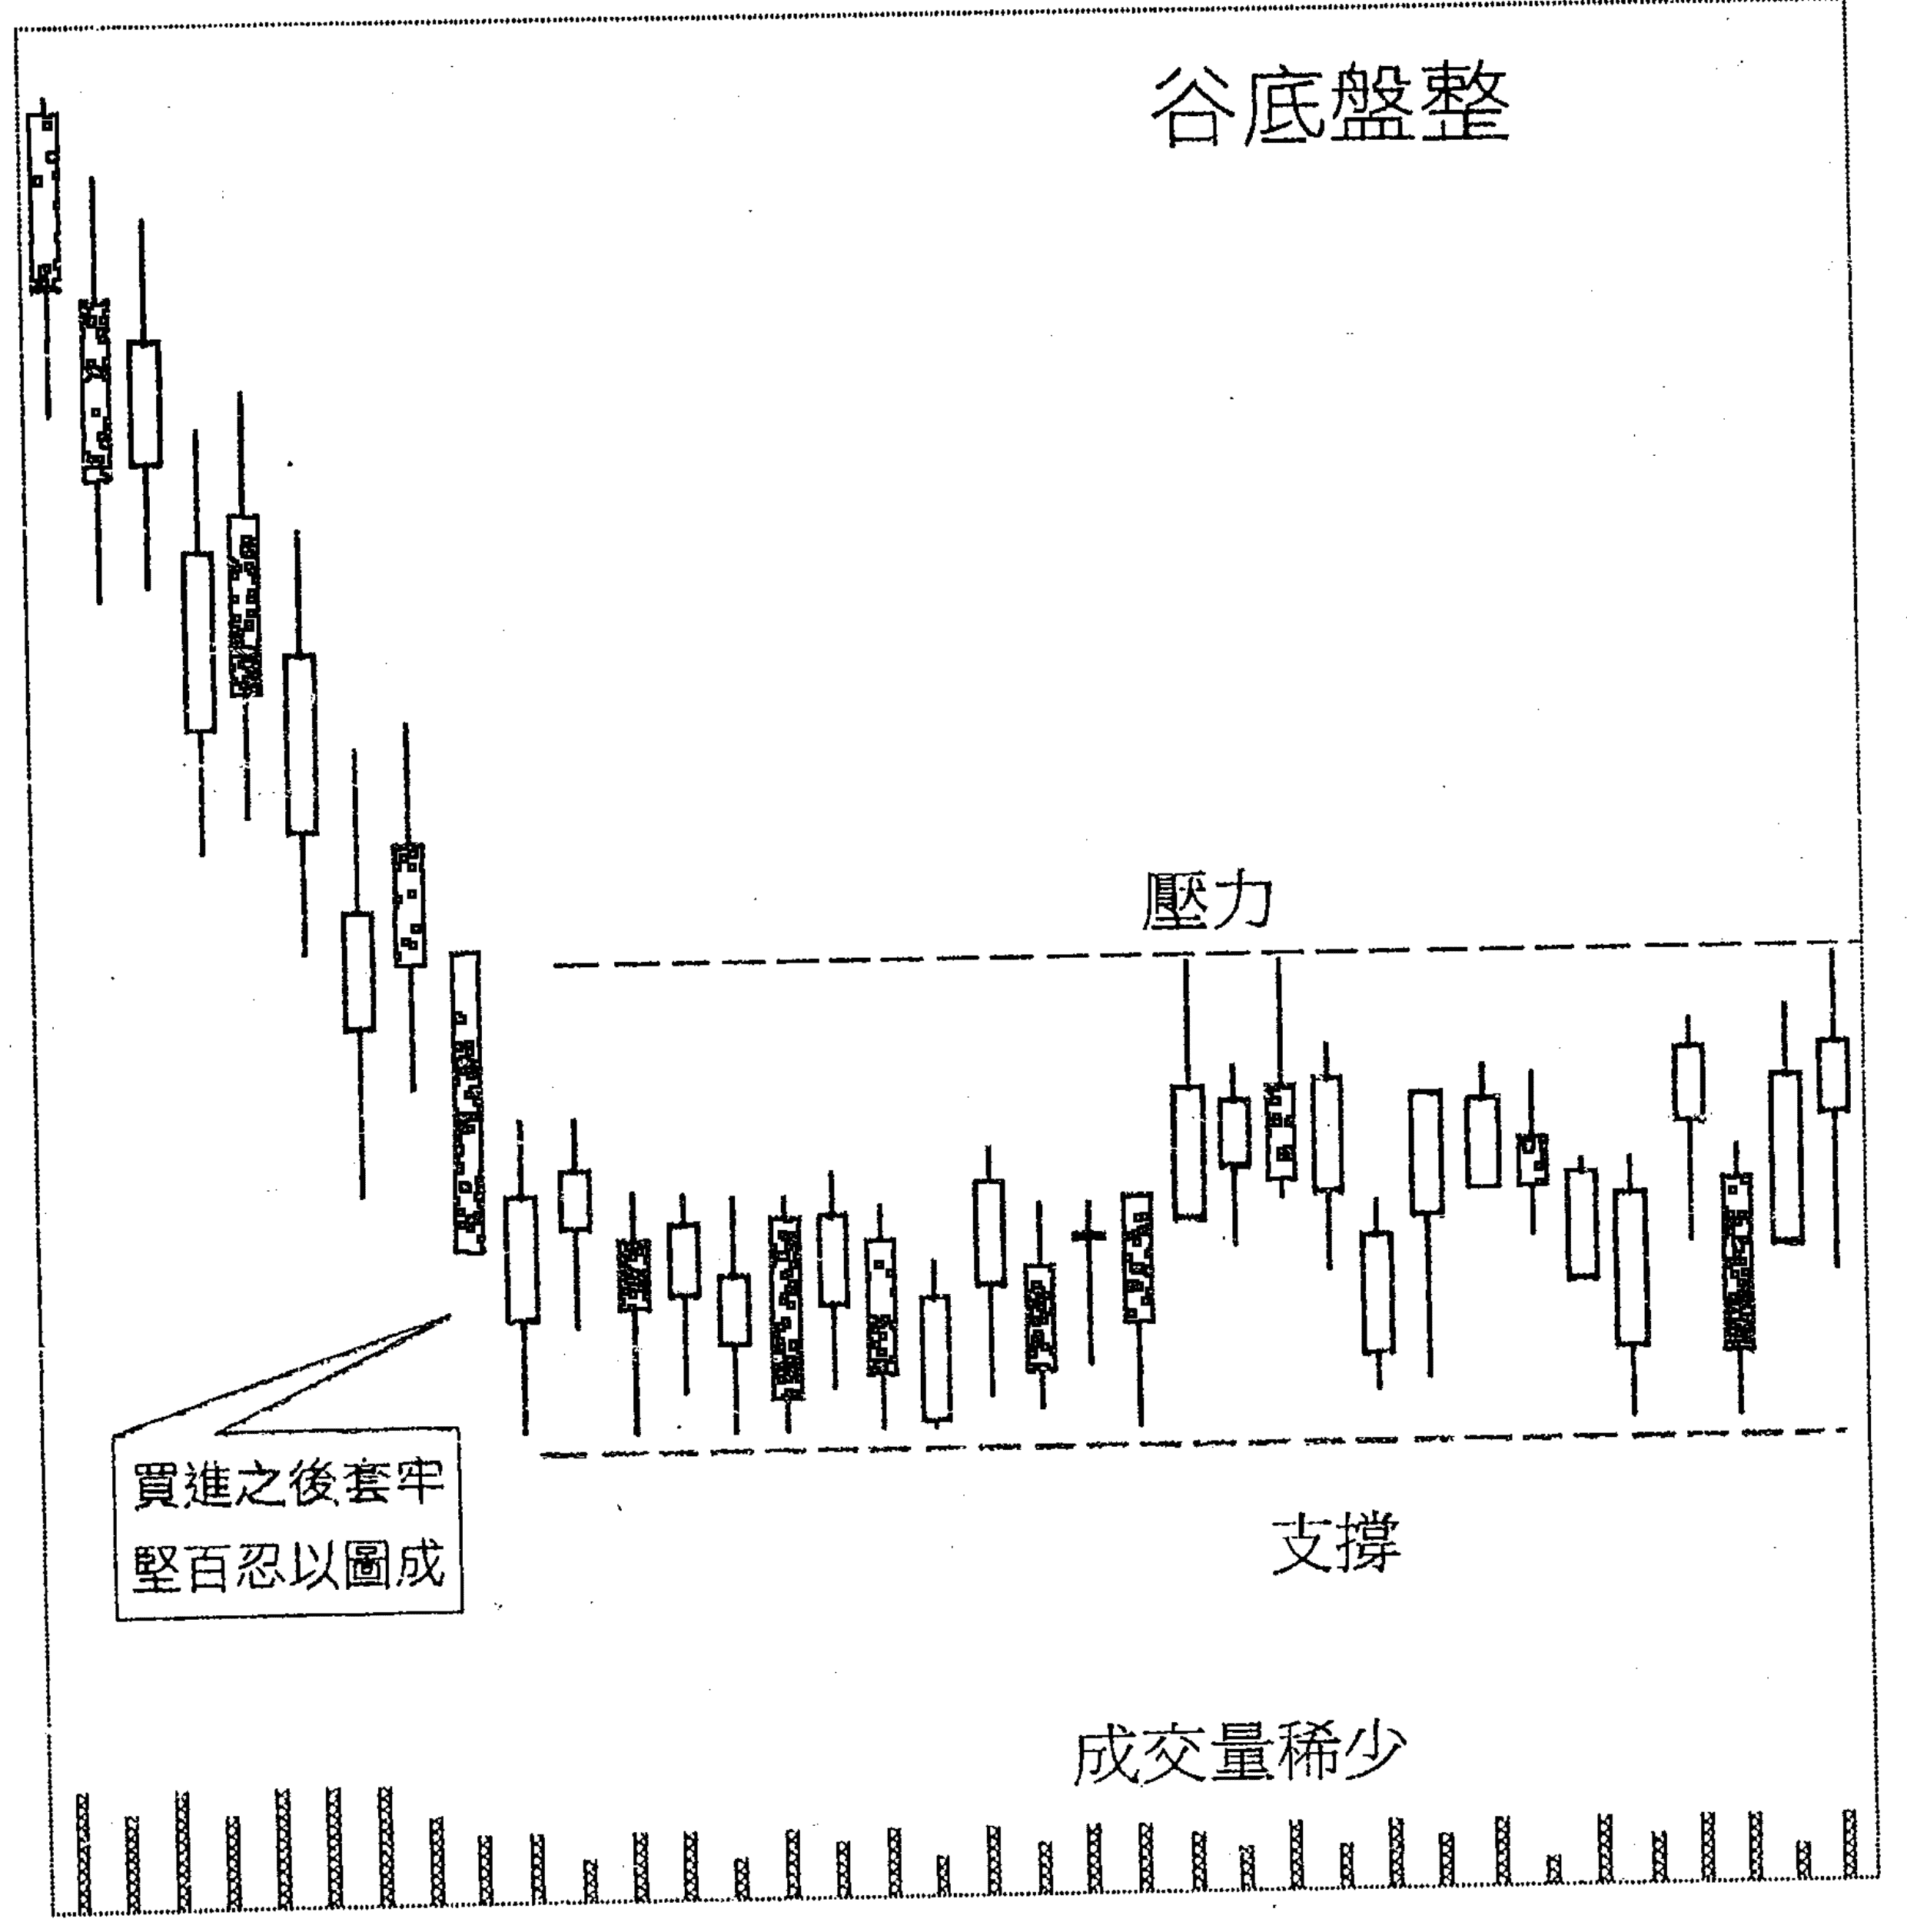 谷底盤整
壓力
買進之後套牢
堅百忍以圖成
支撐
成交量稀少